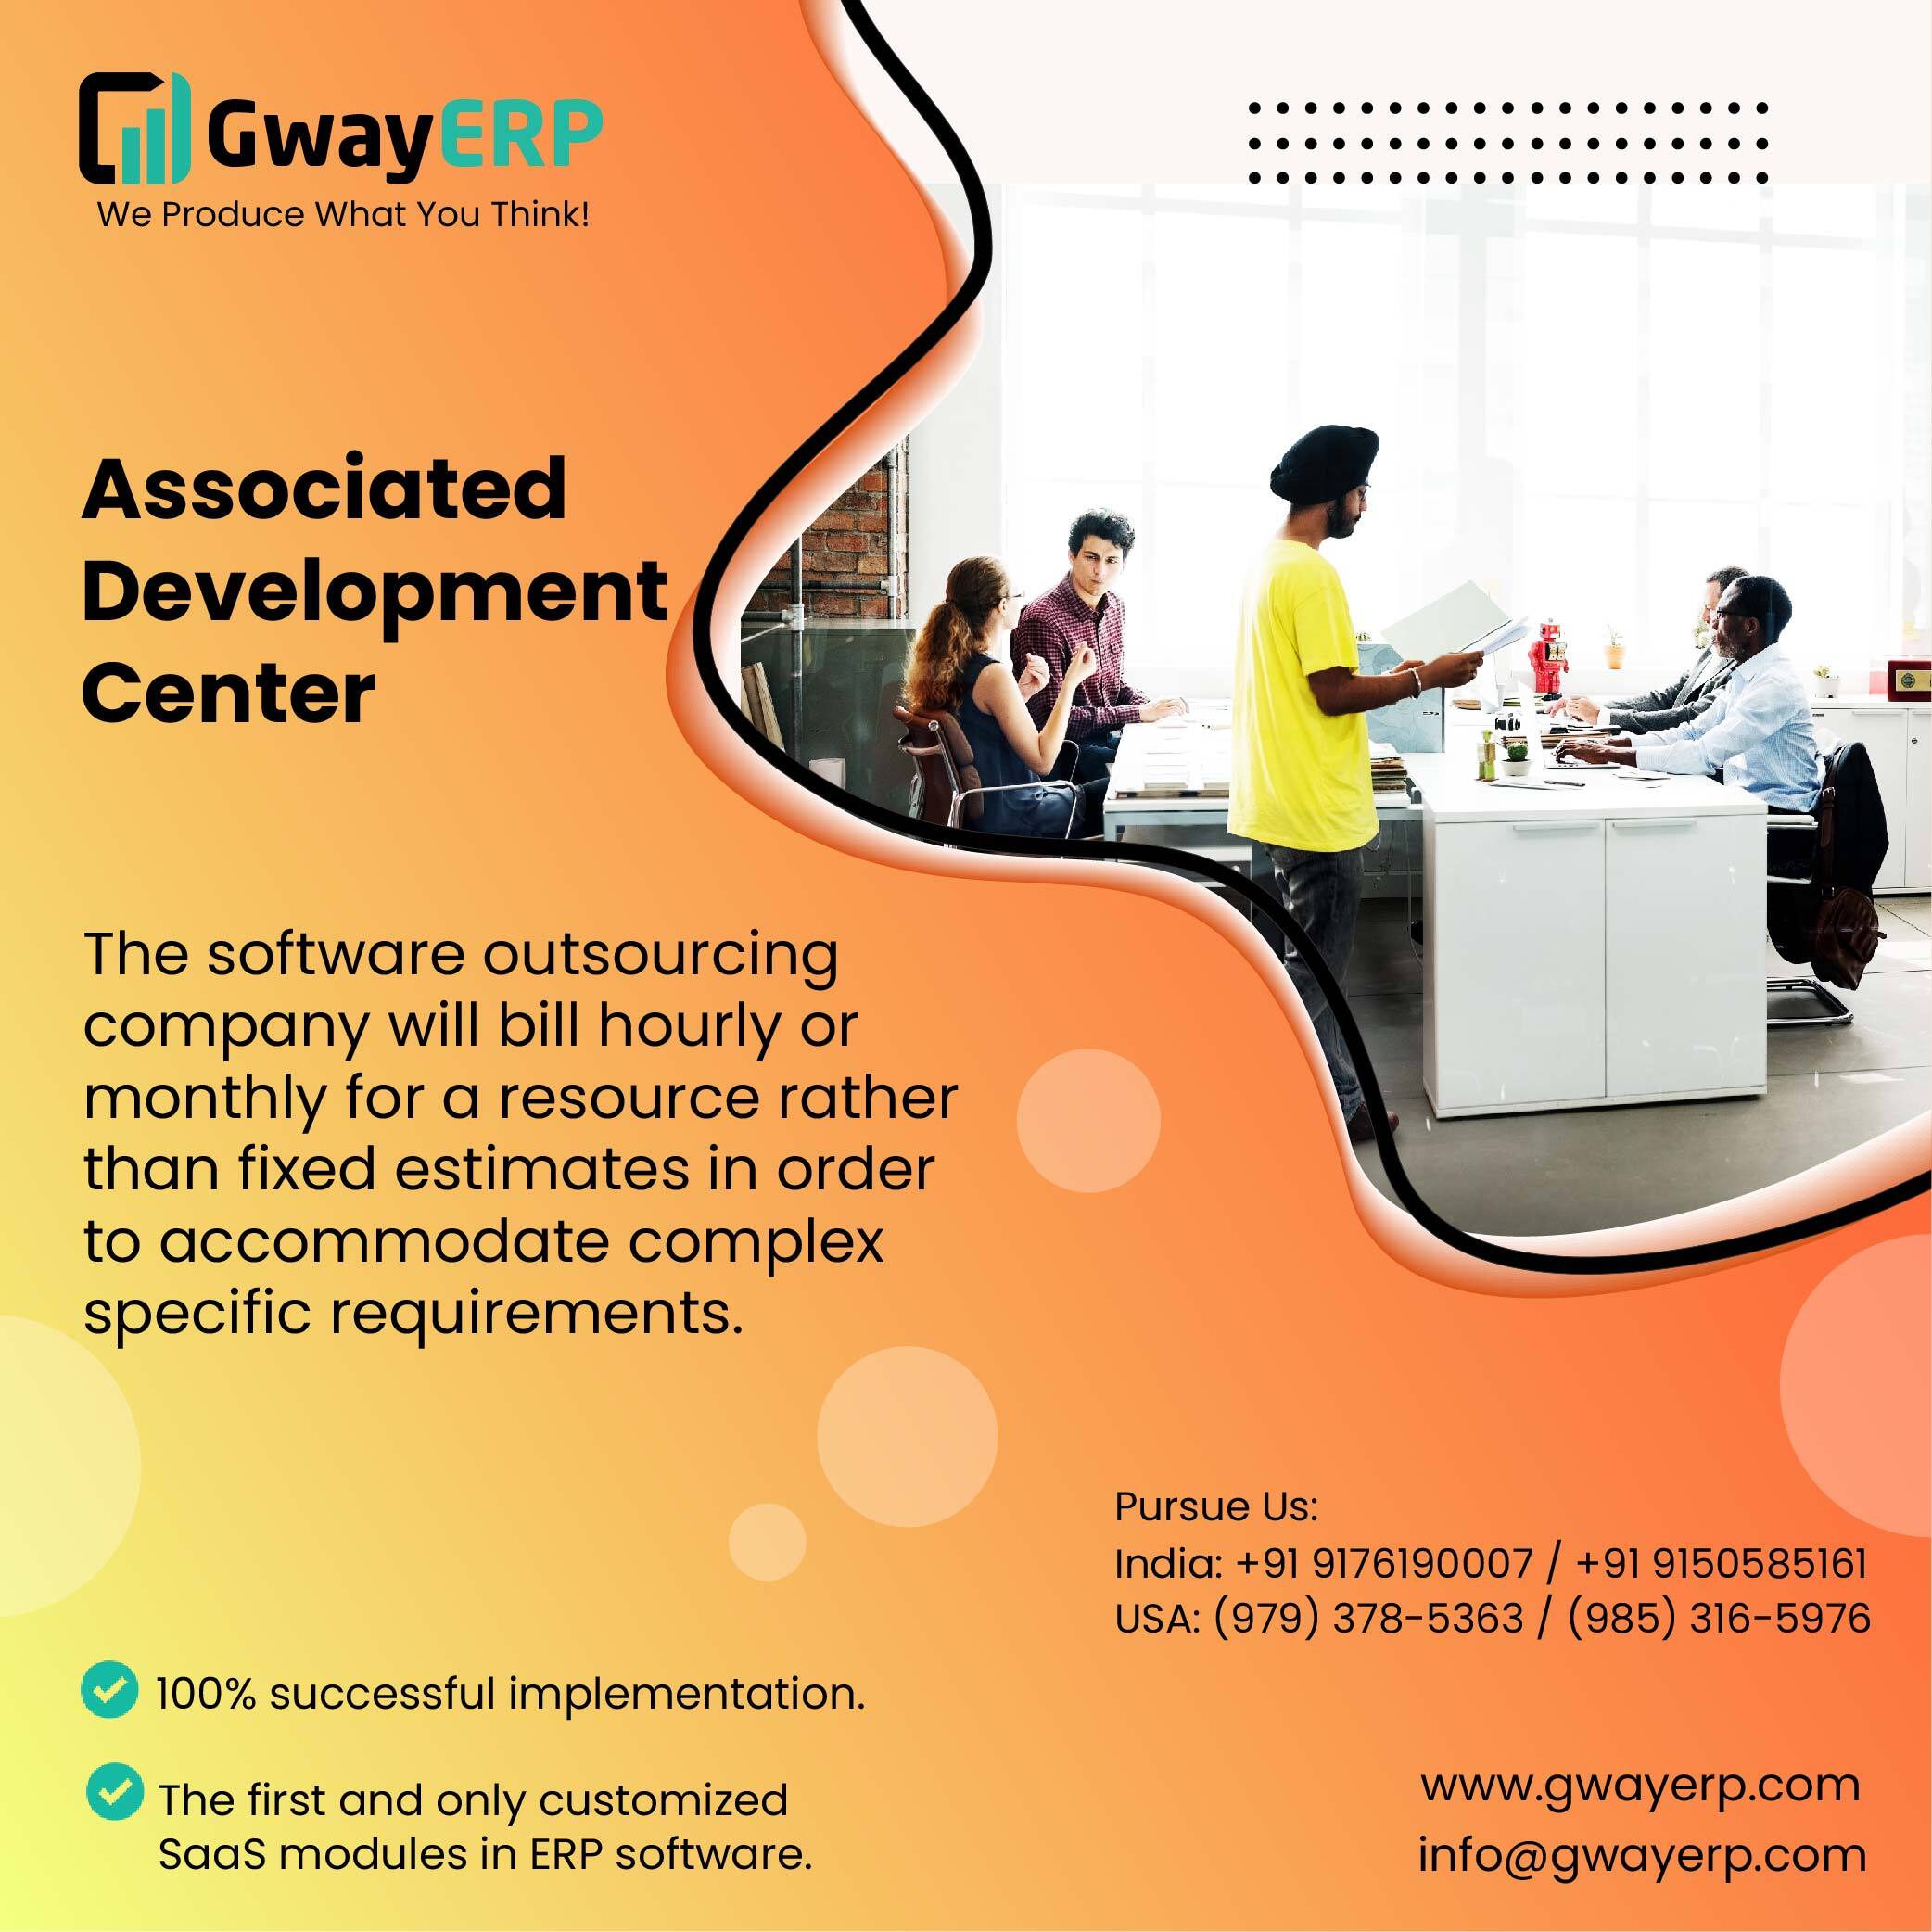 GwayERP
We Produce What You Think!
Associated
Development
Center
The software outsourcing
company will bill hourly or
monthly for a resource rather
than fixed estimates in order
to accommodate complex
specific requirements.
Pursue Us:
India: +91 9176190007 / +91 9150585161
USA: (979) 378-5363 / (985) 316-5976
100% successful implementation.
The first and only customized
SaaS modules in ERP software.
www.gwayerp.com
info@gwayerp.com